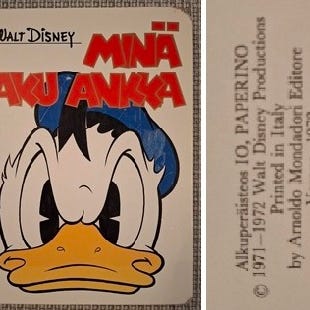 WALT DISNEY
MINÄ
AKU ANKKA
Alkuperäisteos IO, PAPERINO
© 1971–1972 Walt Disney Productions
Printed in Italy
by Arnoldo Mondadori Editore